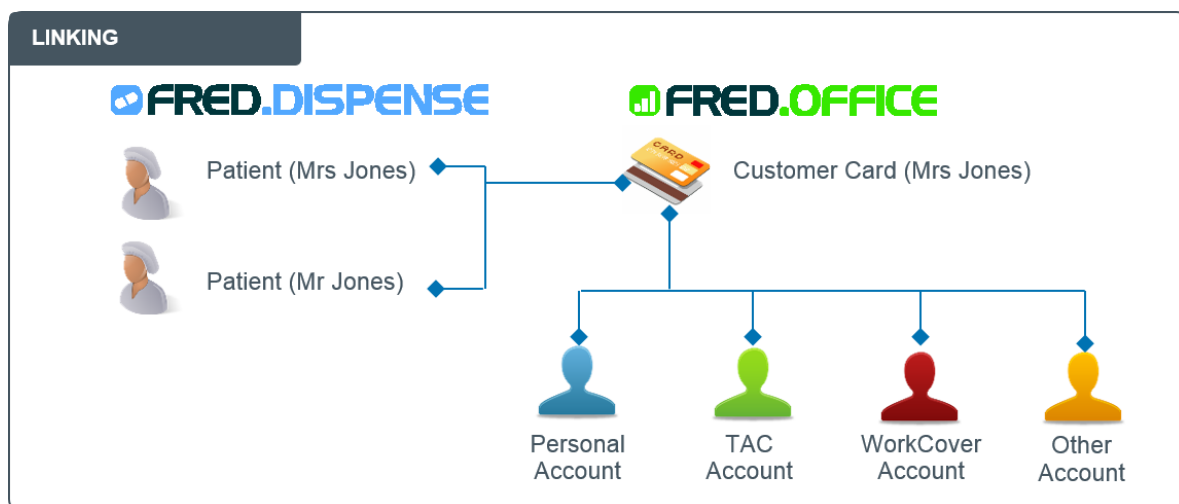 LINKING
FRED.DISPENSE
FRED.OFFICE
Patient (Mrs Jones)
CARD
Customer Card (Mrs Jones)
Patient (Mr Jones)
Personal
Account
TAC
Account
WorkCover
Account
Other
Account